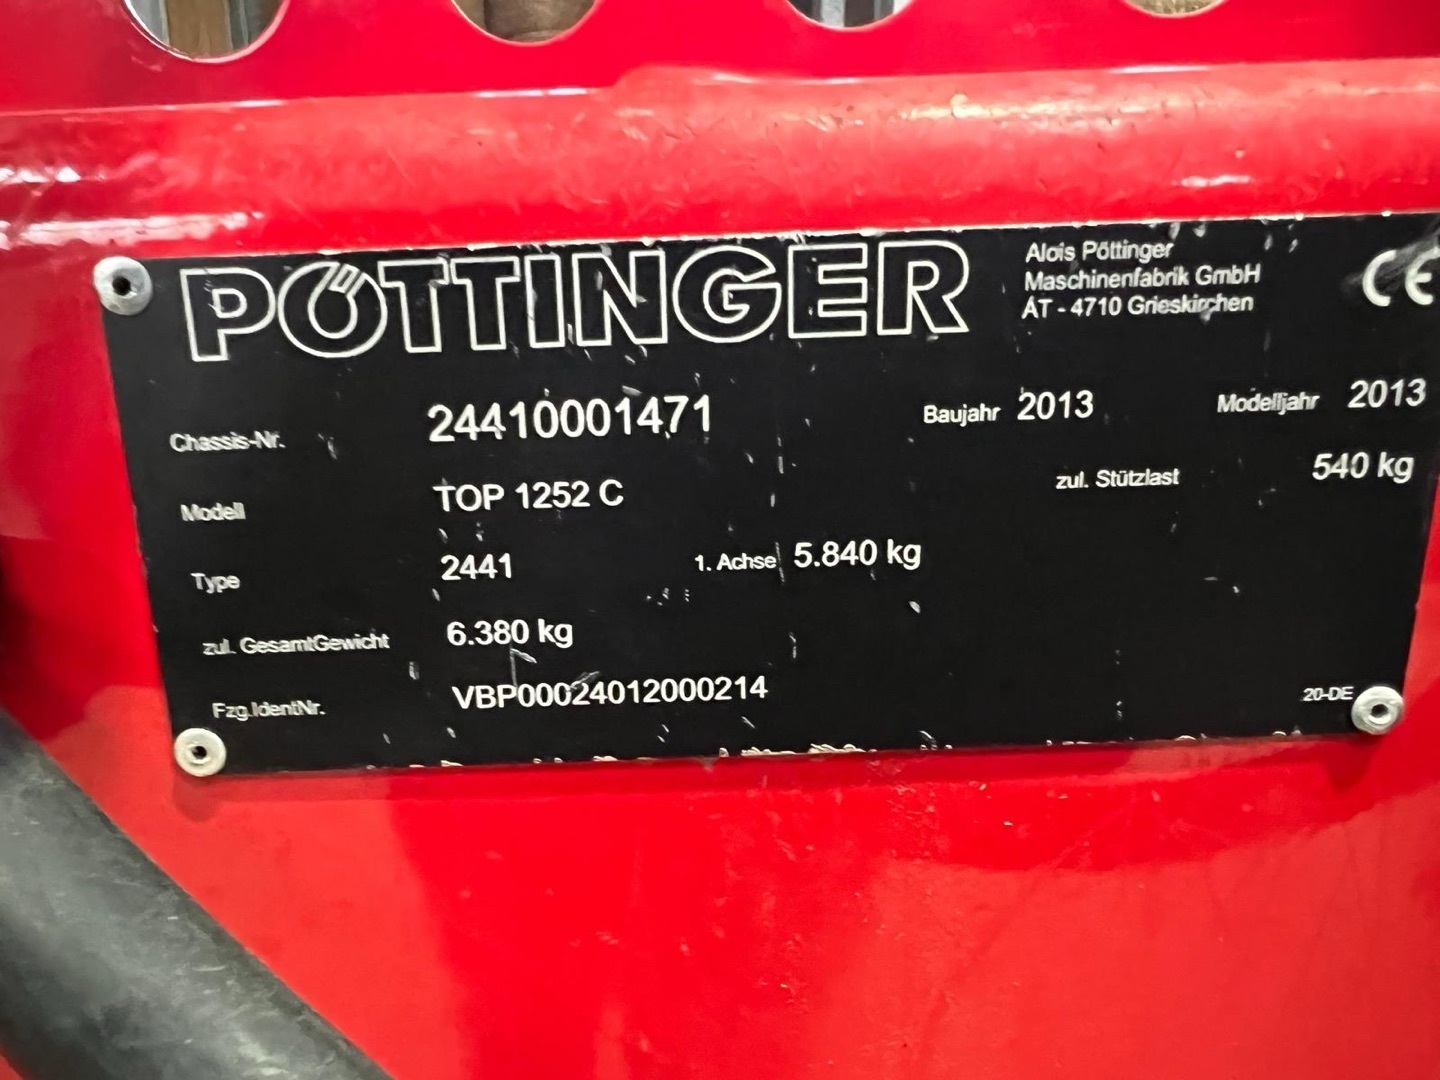 PÖTTINGER
Alois Pöttinger
Maschinenfabrik GmbH
AT - 4710 Grieskirchen
CE
Chassis-Nr. 24410001471 Baujahr 2013 Modelljahr 2013
Modell TOP 1252 C zul. Stützlast 540 kg
Type 2441 1. Achse 5.840 kg
zul. GesamtGewicht 6.380 kg
Fzg.IdentNr. VBP00024012000214
20-DE